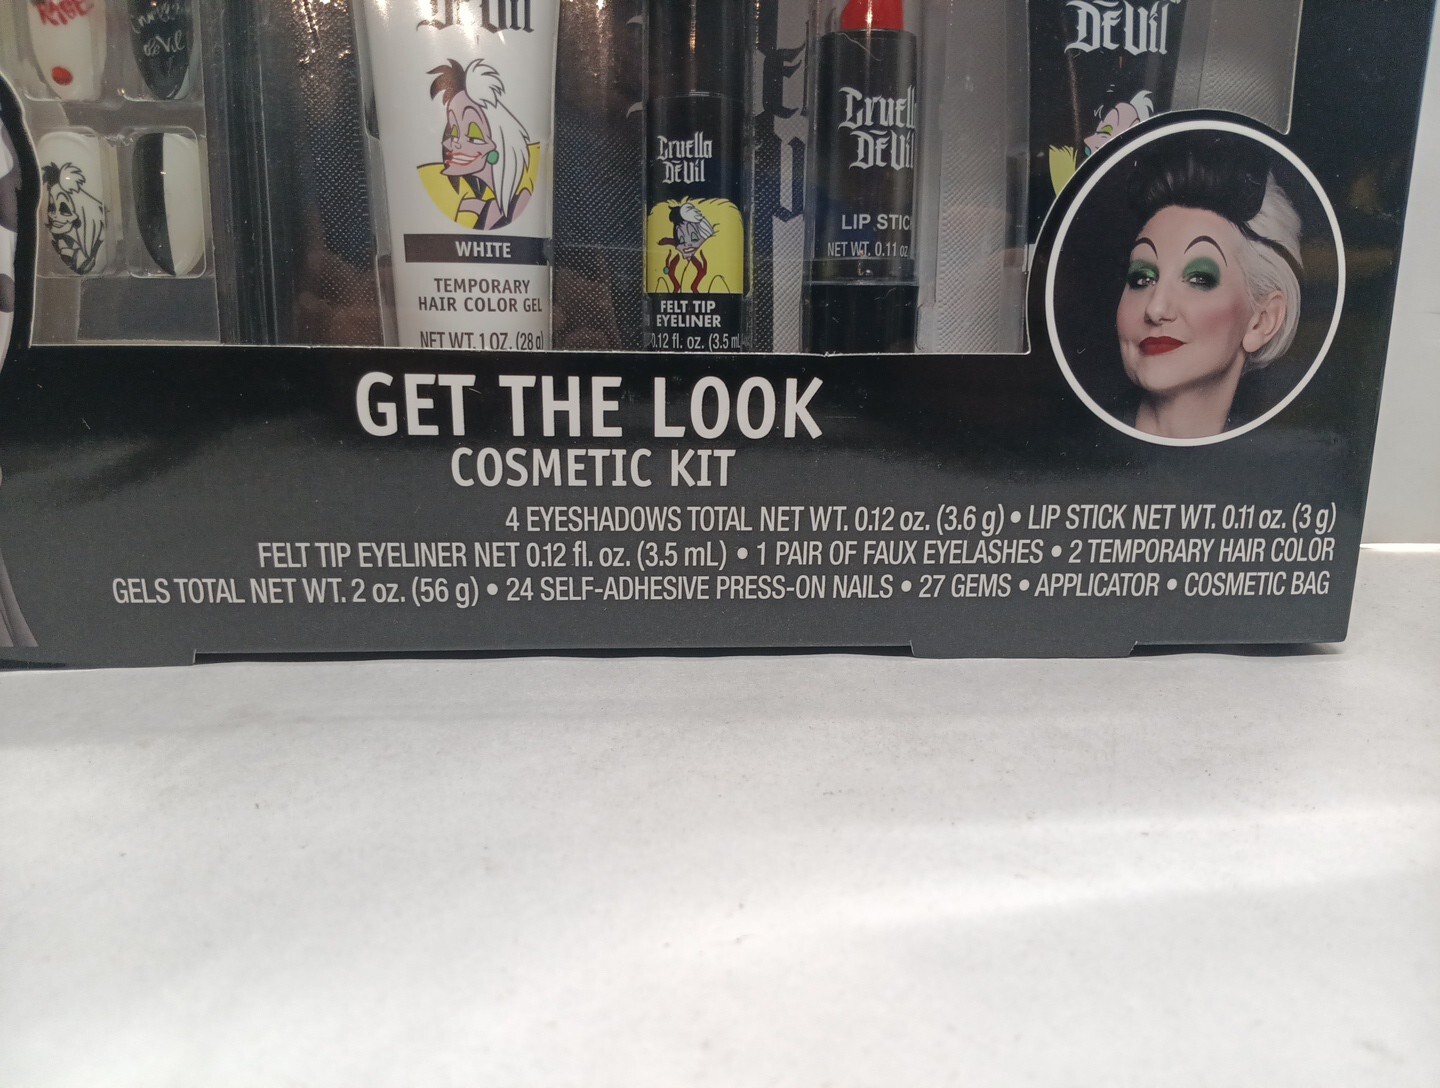 DeVil
DeVil
Cruella
DeVil
Cruella
DeVil
LIP STICK
NET WT. 0.11 oz.
WHITE
TEMPORARY
HAIR COLOR GEL
NET WT. 1 OZ. (28 g)
FELT TIP
EYELINER
0.12 fl. oz. (3.5 mL)
GET THE LOOK
COSMETIC KIT
4 EYESHADOWS TOTAL NET WT. 0.12 oz. (3.6 g) • LIP STICK NET WT. 0.11 oz. (3 g)
FELT TIP EYELINER NET 0.12 fl. oz. (3.5 mL) • 1 PAIR OF FAUX EYELASHES • 2 TEMPORARY HAIR COLOR
GELS TOTAL NET WT. 2 oz. (56 g) • 24 SELF-ADHESIVE PRESS-ON NAILS • 27 GEMS • APPLICATOR • COSMETIC BAG